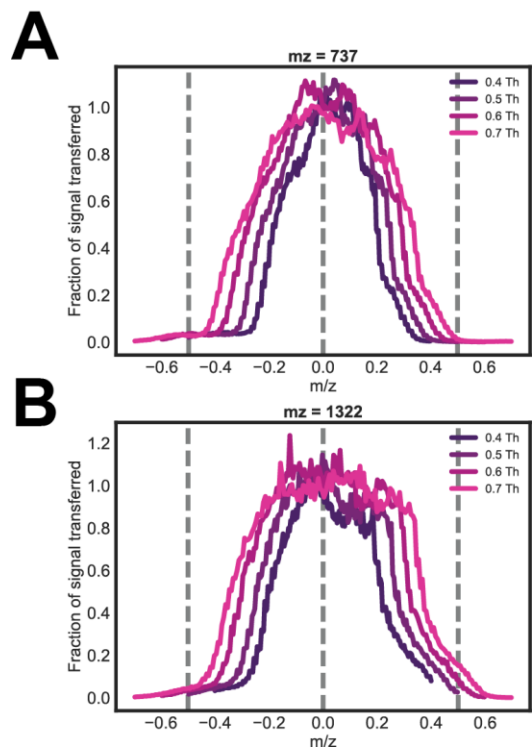 A
mz = 737
Fraction of signal transferred
1.0
0.8
0.6
0.4
0.2
0.0
0.4 Th
0.5 Th
0.6 Th
0.7 Th
−0.6 −0.4 −0.2 0.0 0.2 0.4 0.6
m/z
B
mz = 1322
Fraction of signal transferred
1.2
1.0
0.8
0.6
0.4
0.2
0.0
0.4 Th
0.5 Th
0.6 Th
0.7 Th
−0.6 −0.4 −0.2 0.0 0.2 0.4 0.6
m/z